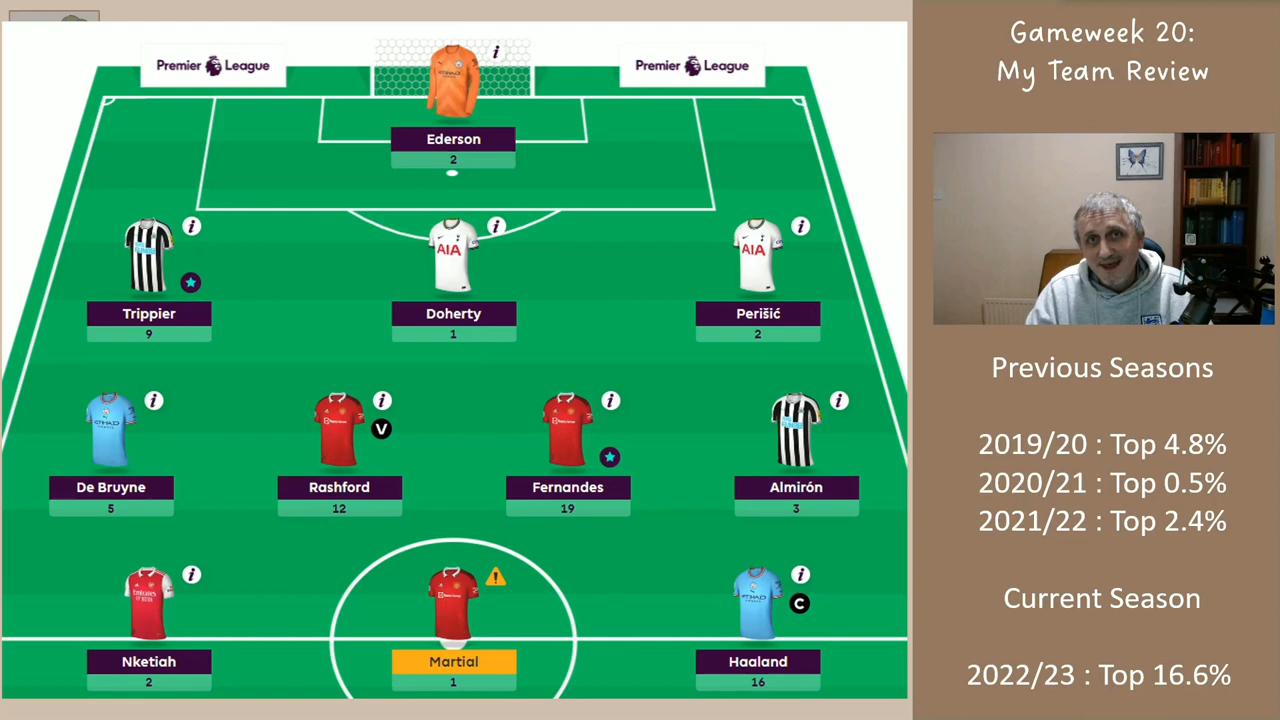 Gameweek 20:
My Team Review
Premier League
Premier League
i
Ederson
2
i
i
i
AIA
AIA
Trippier
Doherty
Perišić
9
1
2
i
i
i
i
V
De Bruyne
Rashford
Fernandes
Almirón
5
12
19
3
i
i
C
Nketiah
Martial
Haaland
2
1
16
Previous Seasons
2019/20 : Top 4.8%
2020/21 : Top 0.5%
2021/22 : Top 2.4%
Current Season
2022/23 : Top 16.6%